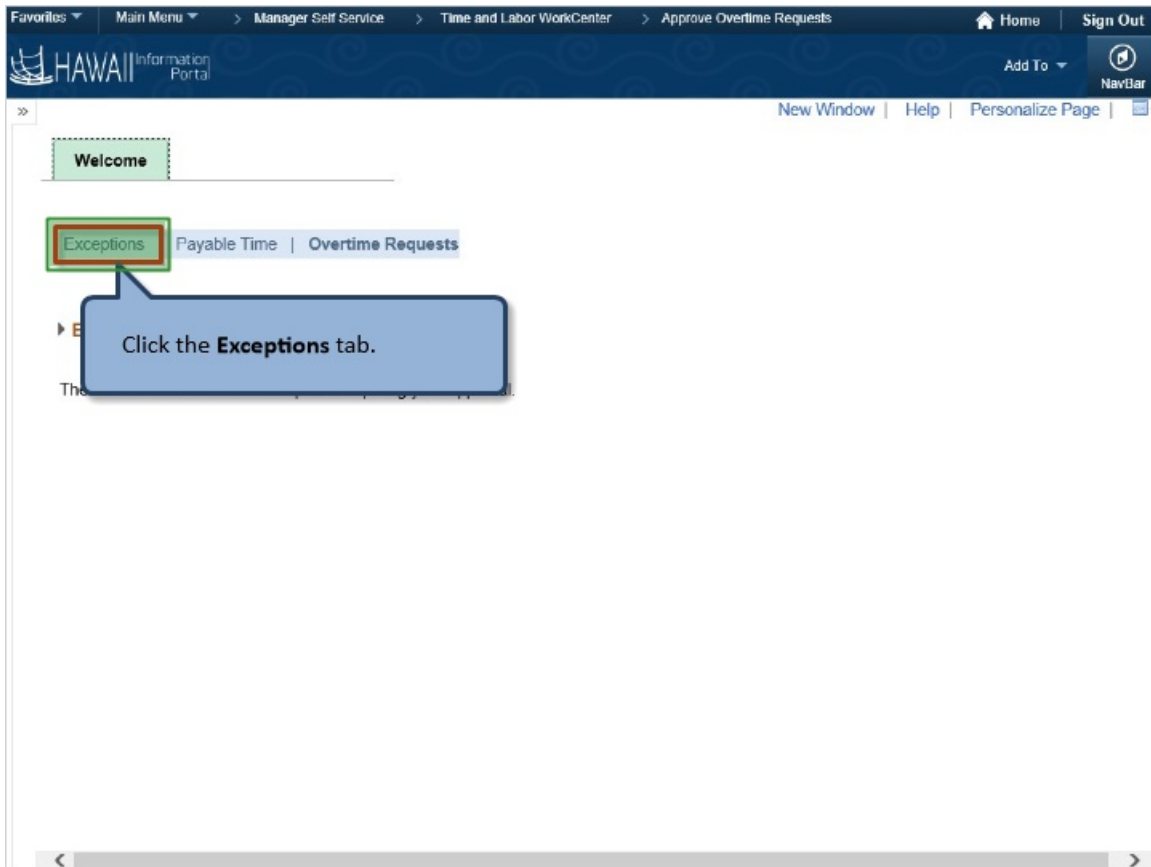 Favorites Main Menu > Manager Self Service > Time and Labor WorkCenter > Approve Overtime Requests Home Sign Out
HAWAII Information Portal
Add To
NavBar
» New Window | Help | Personalize Page |
Welcome
Exceptions Payable Time | Overtime Requests
Click the Exceptions tab.